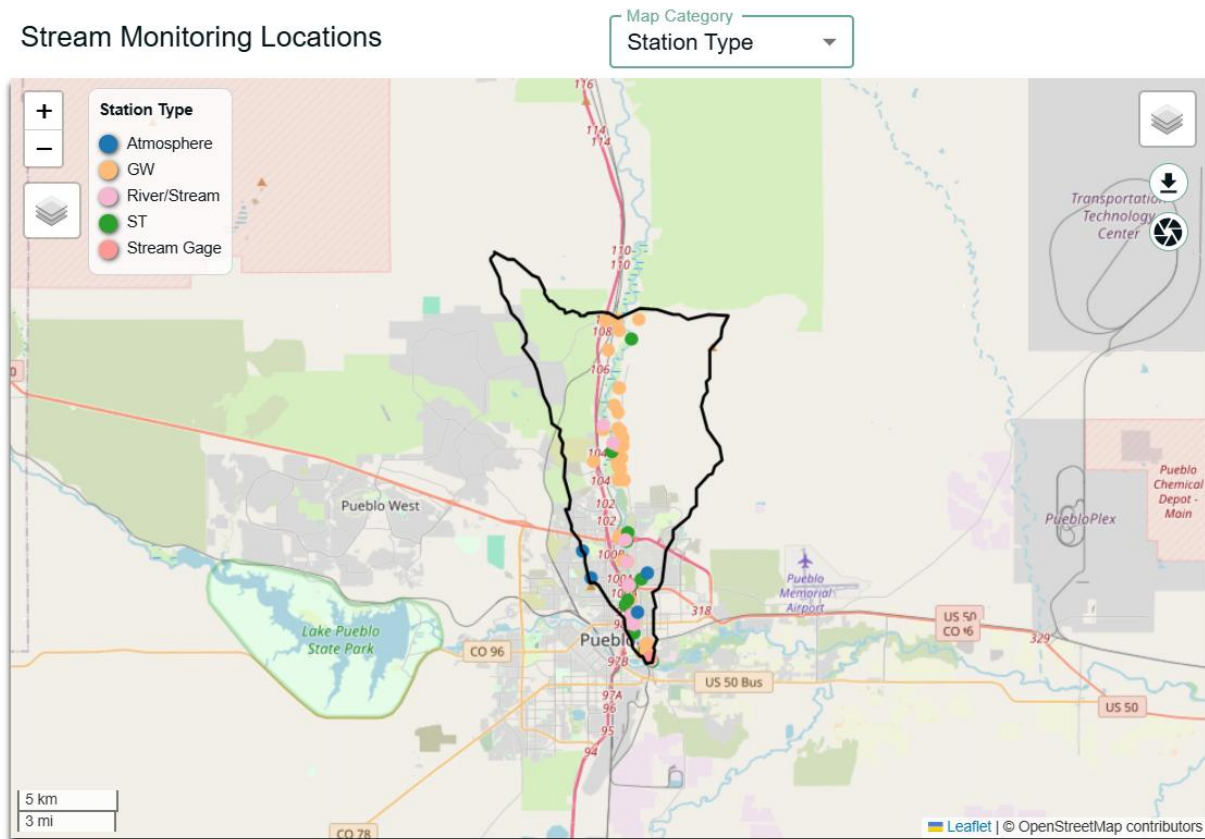 Stream Monitoring Locations
Map Category
Station Type
+
−
Station Type
Atmosphere
GW
River/Stream
ST
Stream Gage
116
114
114
110
110
108
106
104
104
102
102
100B
100A
98
97B
97A
96
95
94
Transportation
Technology
Center
Pueblo
Chemical
Depot -
Main
PuebloPlex
Pueblo West
Pueblo
Memorial
Airport
318
Lake Pueblo
State Park
Pueblo
CO 96
US 50
CO 96
329
US 50 Bus
US 50
CO 78
5 km
3 mi
Leaflet | © OpenStreetMap contributors